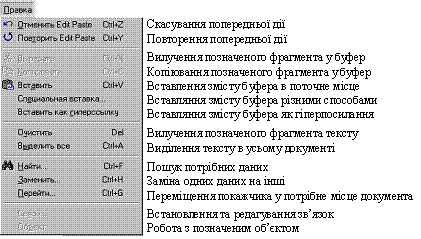 Правка
Отменить Edit Paste Ctrl+Z Скасування попередньої дії
Повторить Edit Paste Ctrl+Y Повторення попередньої дії
Вырезать Ctrl+X Вилучення позначеного фрагмента у буфер
Копировать Ctrl+C Копіювання позначеного фрагмента у буфер
Вставить Ctrl+V Вставлення змісту буфера в поточне місце
Специальная вставка... Вставляння змісту буфера різними способами
Вставить как гиперссылку Вставляння змісту буфера як гіперпосилання
Очистить Del Вилучення позначеного фрагмента тексту
Выделить все Ctrl+A Виділення тексту в усьому документі
Найти... Ctrl+F Пошук потрібних даних
Заменить... Ctrl+H Заміна одних даних на інші
Перейти... Ctrl+G Переміщення покажчика у потрібне місце документа
Связи... Встановлення та редагування зв'язок
Объект Робота з позначеним об'єктом